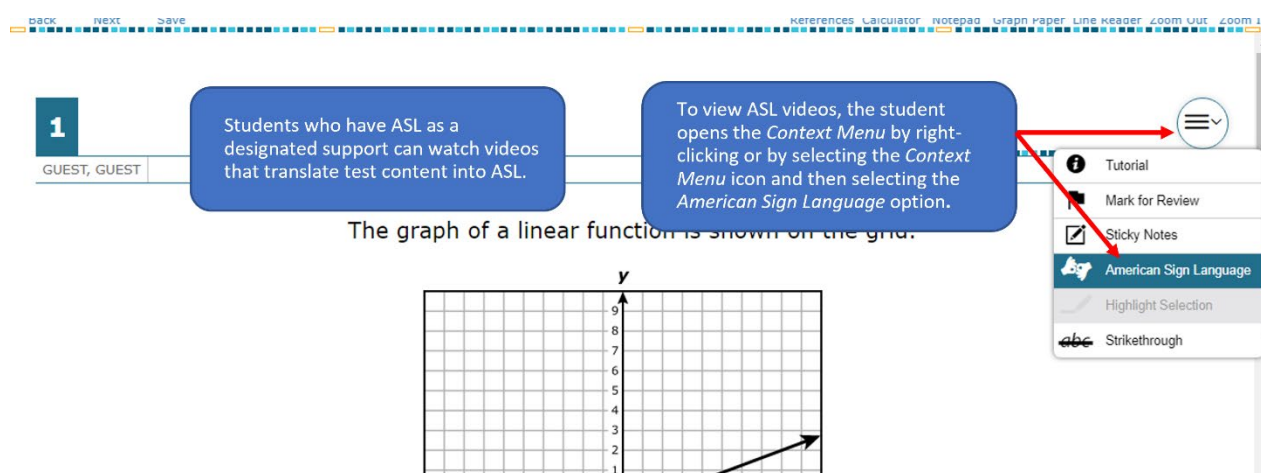 Back Next Save References Calculator Notepad Graph Paper Line Reader Zoom Out Zoom
1
GUEST, GUEST
Students who have ASL as a
designated support can watch videos
that translate test content into ASL.
To view ASL videos, the student
opens the Context Menu by right-
clicking or by selecting the Context
Menu icon and then selecting the
American Sign Language option.
Tutorial
Mark for Review
Sticky Notes
American Sign Language
Highlight Selection
abc Strikethrough
The graph of a linear function is shown on the grid.
y
9
8
7
6
5
4
3
2
1